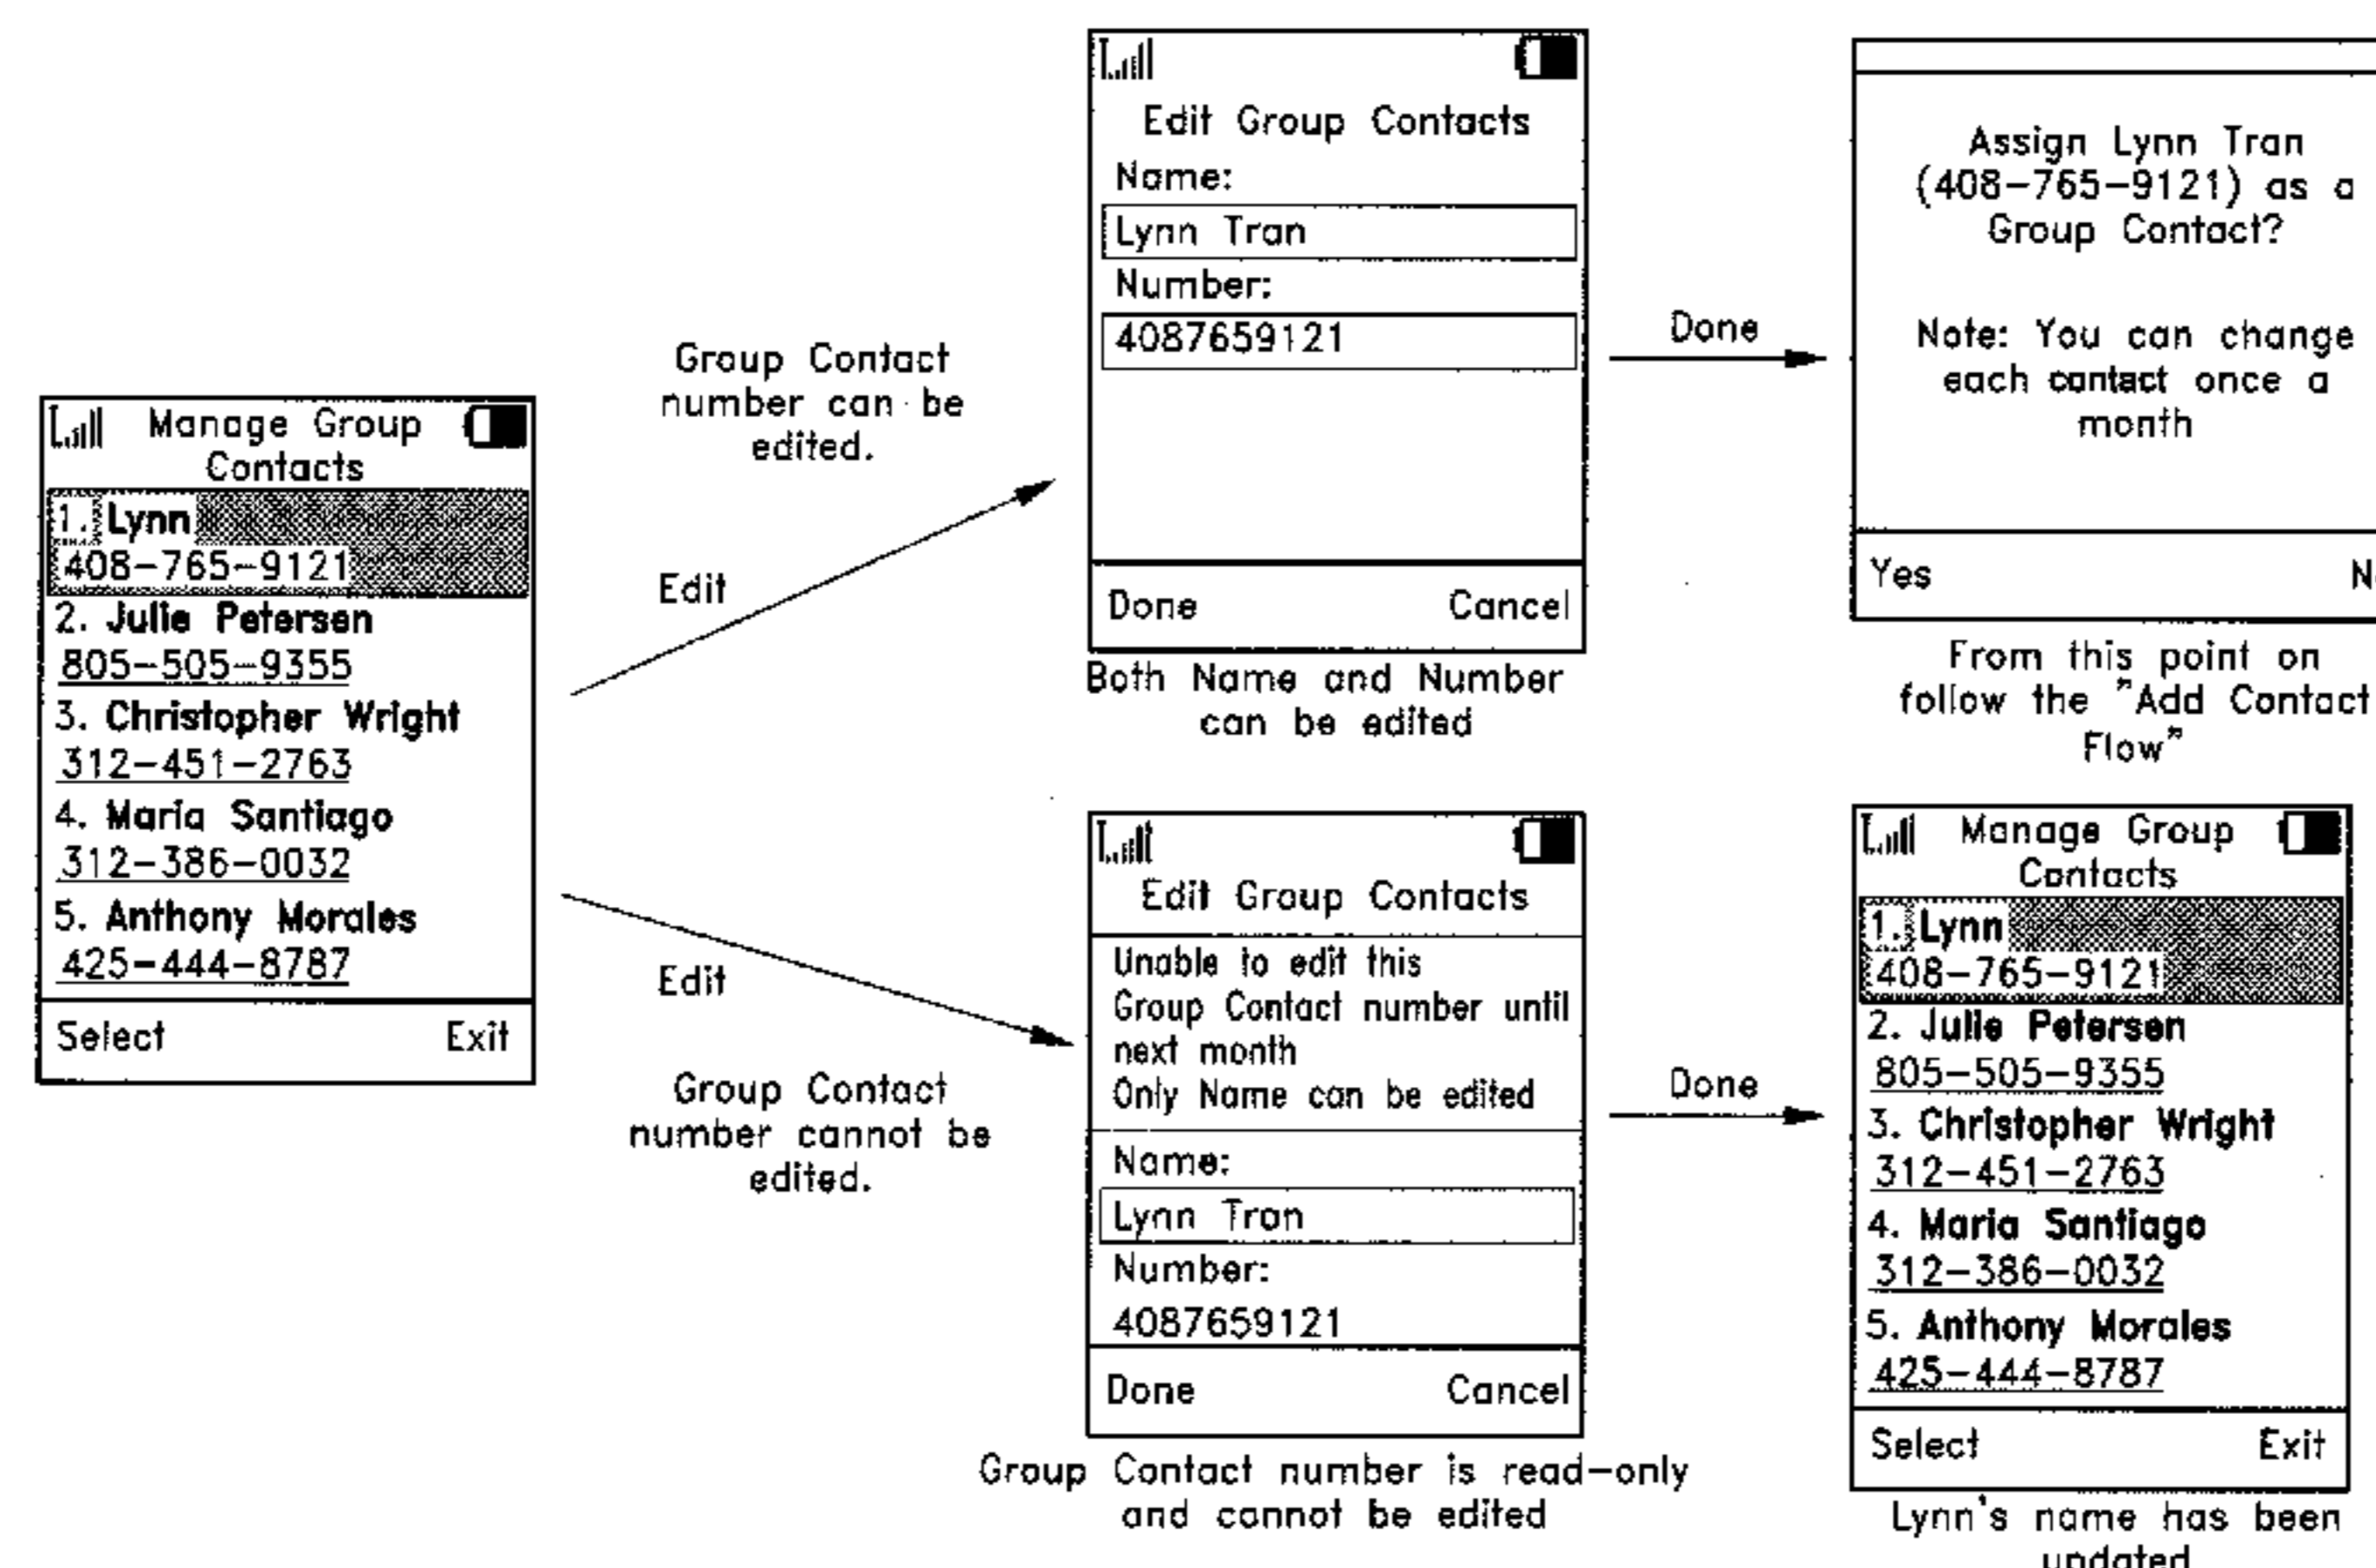 Manage Group
Contacts
1. Lynn
408-765-9121
2. Julie Petersen
805-505-9355
3. Christopher Wright
312-451-2763
4. Maria Santiago
312-386-0032
5. Anthony Morales
425-444-8787
Select Exit
Group Contact
number can be
edited.
Edit
Edit
Group Contact
number cannot be
edited.
Edit Group Contacts
Name:
Lynn Tran
Number:
4087659121
Done Cancel
Both Name and Number
can be edited
Done
Assign Lynn Tran
(408-765-9121) as a
Group Contact?
Note: You can change
each contact once a
month
Yes
From this point on
follow the "Add Contact
Flow"
Edit Group Contacts
Unable to edit this
Group Contact number until
next month
Only Name can be edited
Name:
Lynn Tran
Number:
4087659121
Done Cancel
Group Contact number is read-only
and cannot be edited
Done
Manage Group
Contacts
1. Lynn
408-765-9121
2. Julie Petersen
805-505-9355
3. Christopher Wright
312-451-2763
4. Maria Santiago
312-386-0032
5. Anthony Morales
425-444-8787
Select Exit
Lynn's name has been
updated